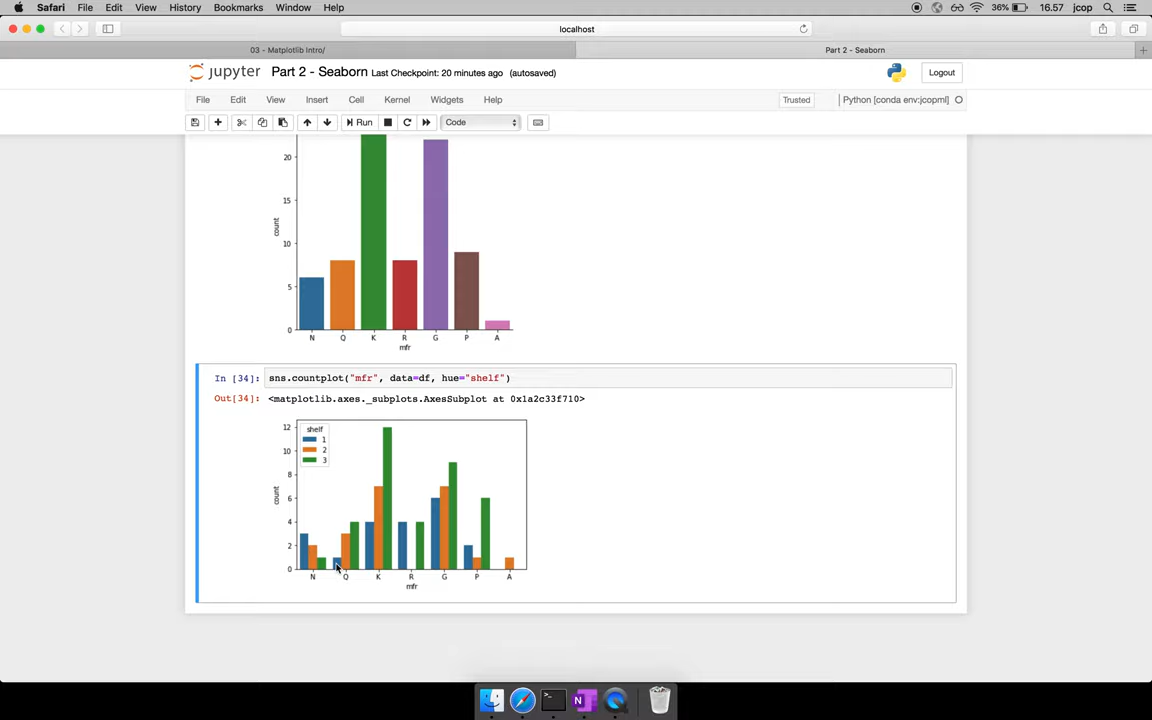 Safari File Edit View History Bookmarks Window Help 36% 16.57 jcop
localhost
03 - Matplotlib Intro/ Part 2 - Seaborn
jupyter Part 2 - Seaborn Last Checkpoint: 20 minutes ago (autosaved) Logout
File Edit View Insert Cell Kernel Widgets Help Trusted Python [conda env:jcopml]
Run Code
20
15
10
5
0
count
N Q K R G P A
mfr
In [34]: sns.countplot("mfr", data=df, hue="shelf")
Out[34]: <matplotlib.axes._subplots.AxesSubplot at 0x1a2c33f710>
shelf
1
2
3
12
10
8
6
4
2
0
count
N Q K R G P A
mfr